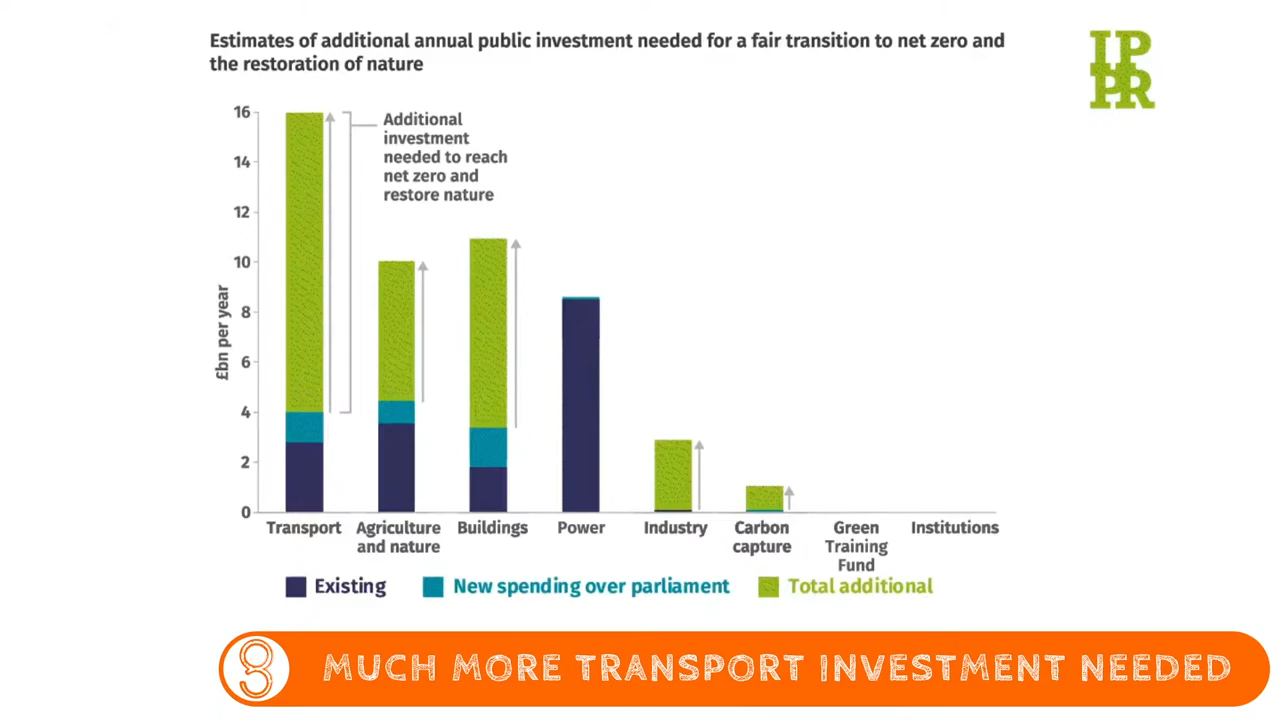 Estimates of additional annual public investment needed for a fair transition to net zero and
the restoration of nature
IP
PR
16
14
12
10
8
6
4
2
0
£bn per year
Additional
investment
needed to reach
net zero and
restore nature
Transport
Agriculture
and nature
Buildings
Power
Industry
Carbon
capture
Green
Training
Fund
Institutions
Existing
New spending over parliament
Total additional
8 MUCH MORE TRANSPORT INVESTMENT NEEDED